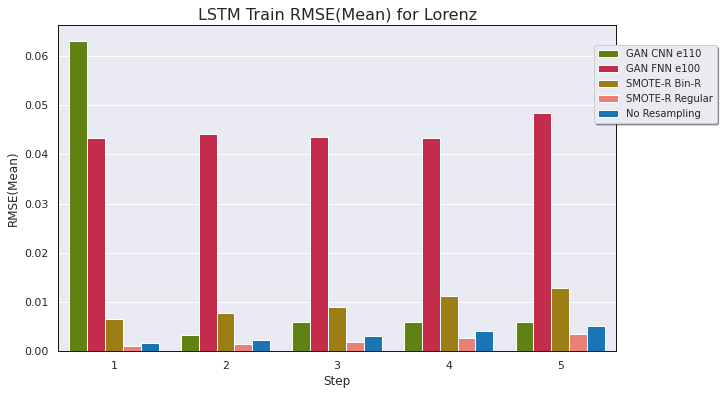 LSTM Train RMSE(Mean) for Lorenz
GAN CNN e110
GAN FNN e100
SMOTE-R Bin-R
SMOTE-R Regular
No Resampling
RMSE(Mean)
0.06
0.05
0.04
0.03
0.02
0.01
0.00
1 2 3 4 5
Step